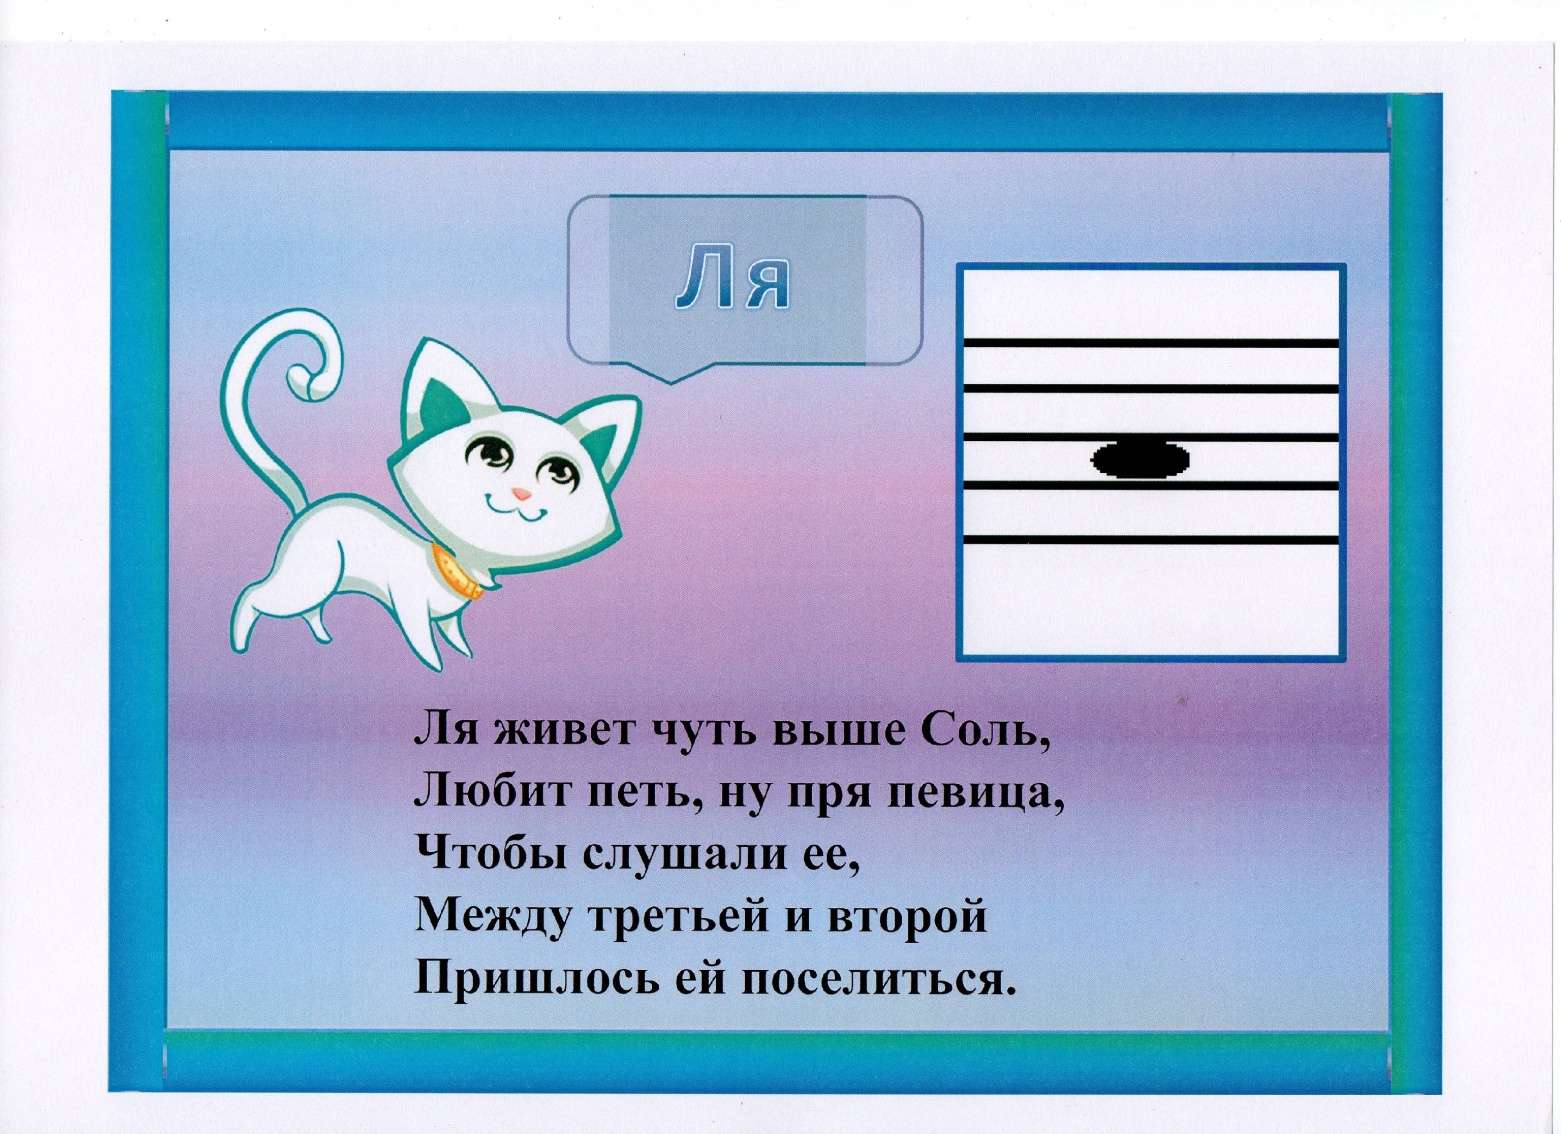 Ля
Ля живет чуть выше Соль,
Любит петь, ну пря певица,
Чтобы слушали ее,
Между третьей и второй
Пришлось ей поселиться.